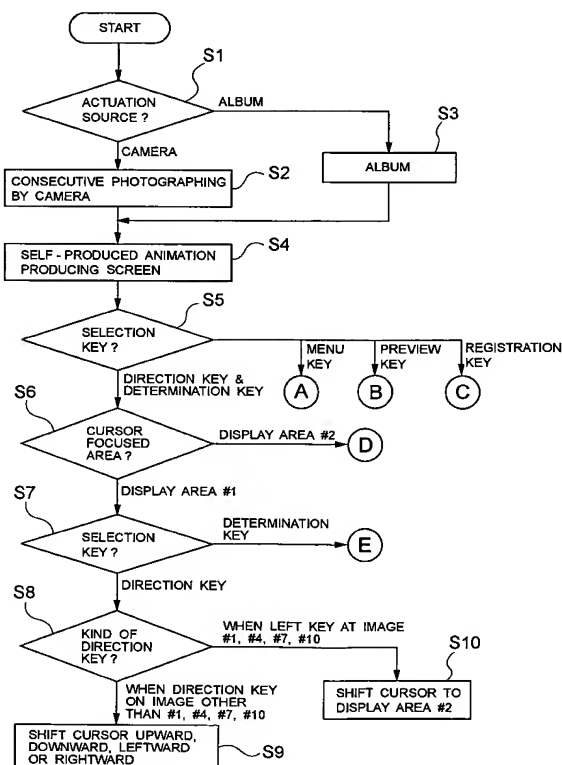 START
S1
ACTUATION
SOURCE ?
ALBUM
S3
CAMERA
ALBUM
CONSECUTIVE PHOTOGRAPHING
BY CAMERA
S2
S4
SELF - PRODUCED ANIMATION
PRODUCING SCREEN
S5
SELECTION
KEY ?
MENU
KEY
PREVIEW
KEY
REGISTRATION
KEY
A
B
C
DIRECTION KEY &
DETERMINATION KEY
S6
CURSOR
FOCUSED
AREA ?
DISPLAY AREA #2
D
DISPLAY AREA #1
S7
SELECTION
KEY ?
DETERMINATION
KEY
E
DIRECTION KEY
S8
KIND OF
DIRECTION
KEY ?
WHEN LEFT KEY AT IMAGE
#1, #4, #7, #10
S10
SHIFT CURSOR TO
DISPLAY AREA #2
WHEN DIRECTION KEY
ON IMAGE OTHER
THAN #1, #4, #7, #10
SHIFT CURSOR UPWARD,
DOWNWARD, LEFTWARD
OR RIGHTWARD
S9